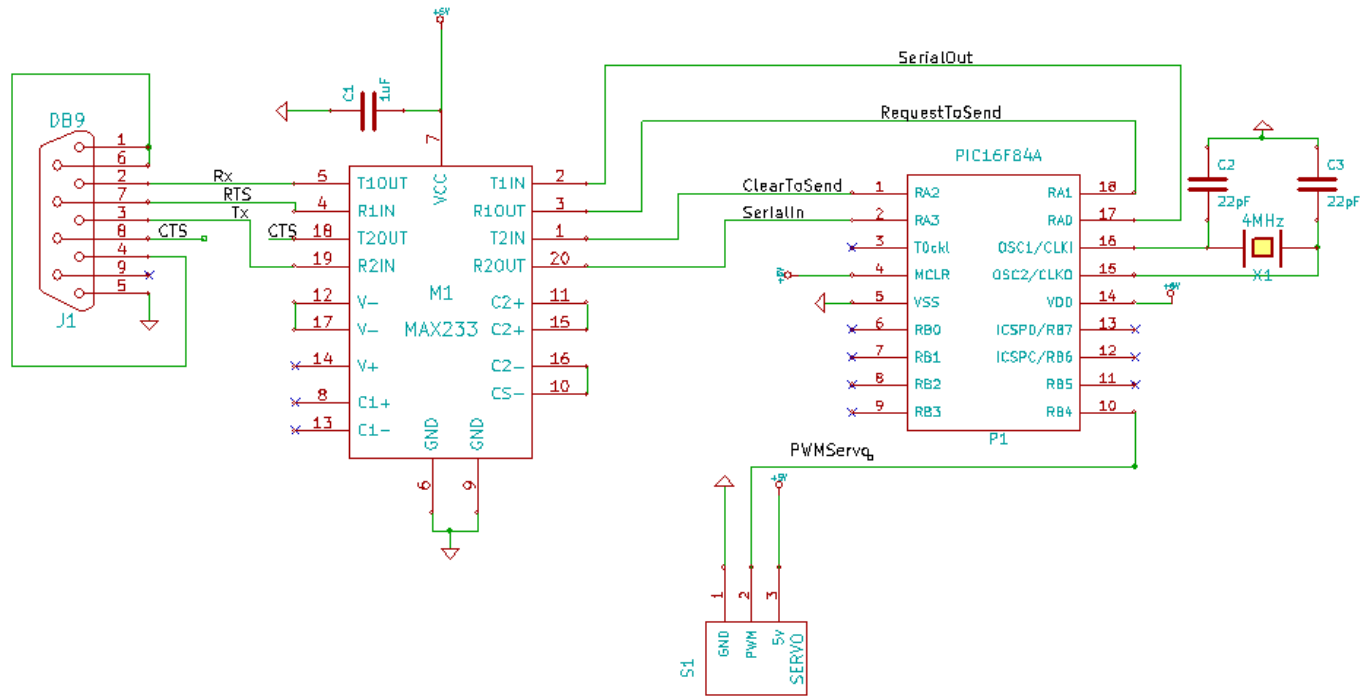 +5V
SerialOut
C1
1uF
RequestToSend
DB9
1
6
2
7
3
8
4
9
5
J1
Rx
RTS
Tx
CTS
CTS
7
VCC
5 T1OUT T1IN 2
4 R1IN R1OUT 3
18 T2OUT T2IN 1
19 R2IN R2OUT 20
M1
MAX233
12 V- C2+ 11
17 V- C2+ 15
14 V+ C2- 16
8 C1+ CS- 10
13 C1-
GND GND
6 9
ClearToSend
SerialIn
PIC16F84A
1 RA2 RA1 18
2 RA3 RA0 17
3 T0ckI OSC1/CLKI 16
4 MCLR OSC2/CLKO 15
5 VSS VDD 14
6 RB0 ICSPD/RB7 13
7 RB1 ICSPC/RB6 12
8 RB2 RB5 11
9 RB3 RB4 10
P1
+5V
+5V
C2
22pF
C3
22pF
4MHz
X1
PWMServo
+5V
1 2 3
GND PWM 5v
SERVO
S1